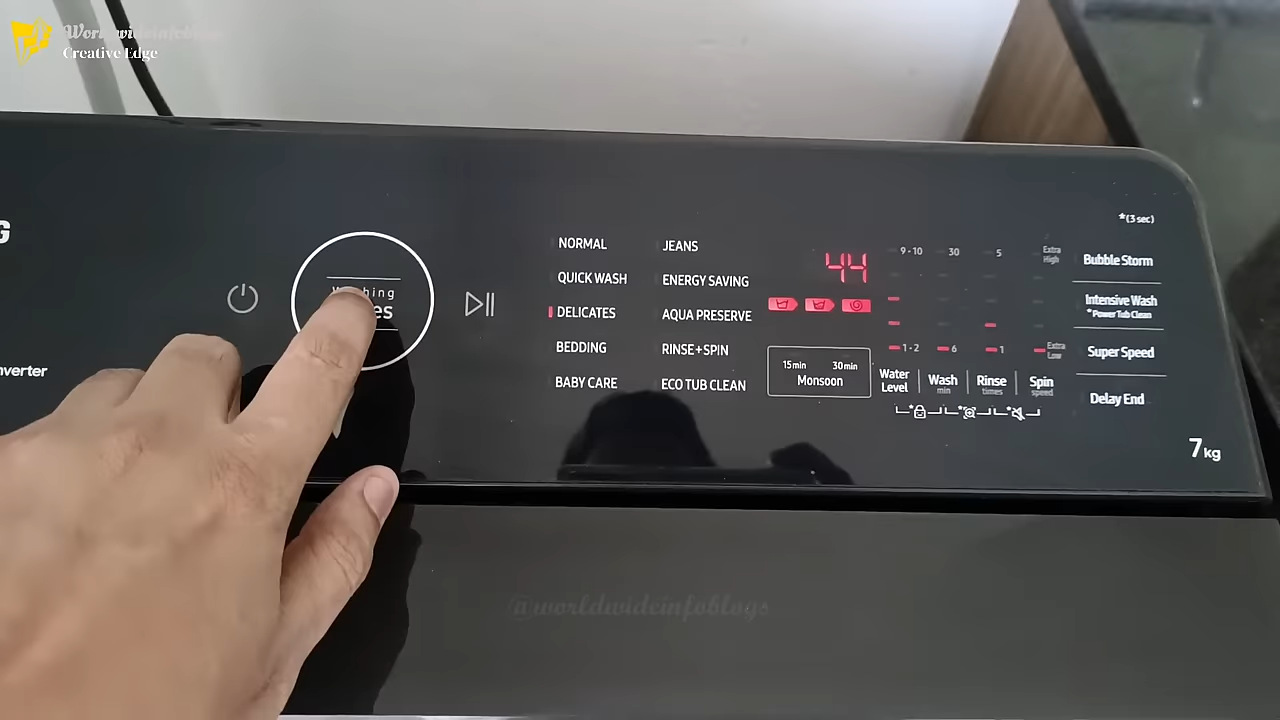 Creative Edge
G
nverter
NORMAL
QUICK WASH
DELICATES
BEDDING
BABY CARE
JEANS
ENERGY SAVING
AQUA PRESERVE
RINSE+SPIN
ECO TUB CLEAN
44
15min 30min
Monsoon
9-10 30 5 Extra High
1-2 6 1 Extra Low
Water Level
Wash
min
Rinse
times
Spin
speed
*(3 sec)
Bubble Storm
Intensive Wash
*Power Tub Clean
Super Speed
Delay End
7kg
@worldwideinfoblogs